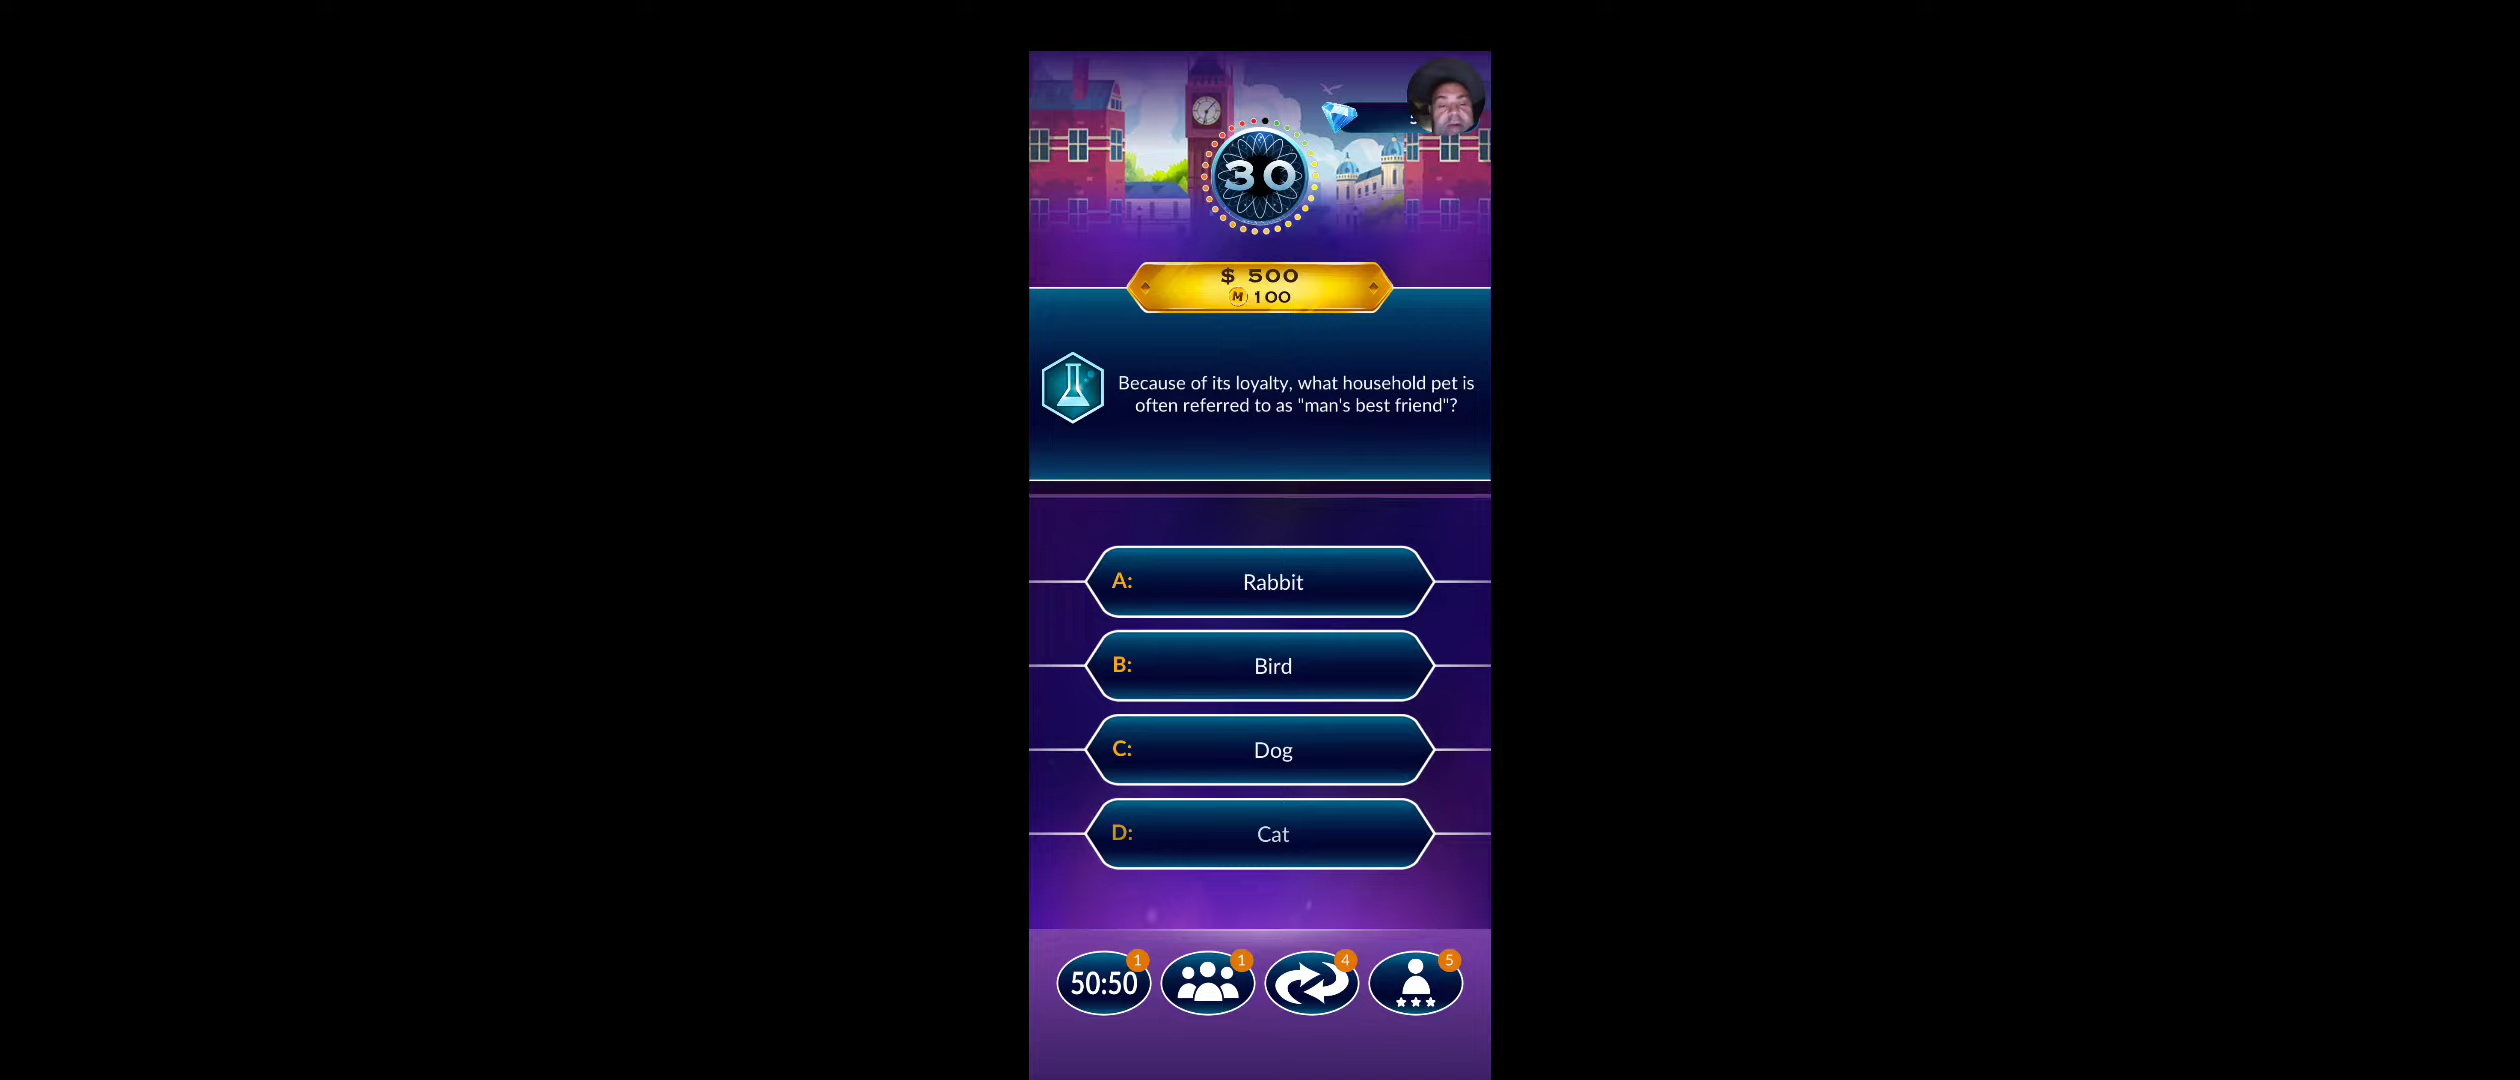 30
$ 500
M 100
Because of its loyalty, what household pet is
often referred to as "man's best friend"?
A: Rabbit
B: Bird
C: Dog
D: Cat
1 1 4 5
50:50